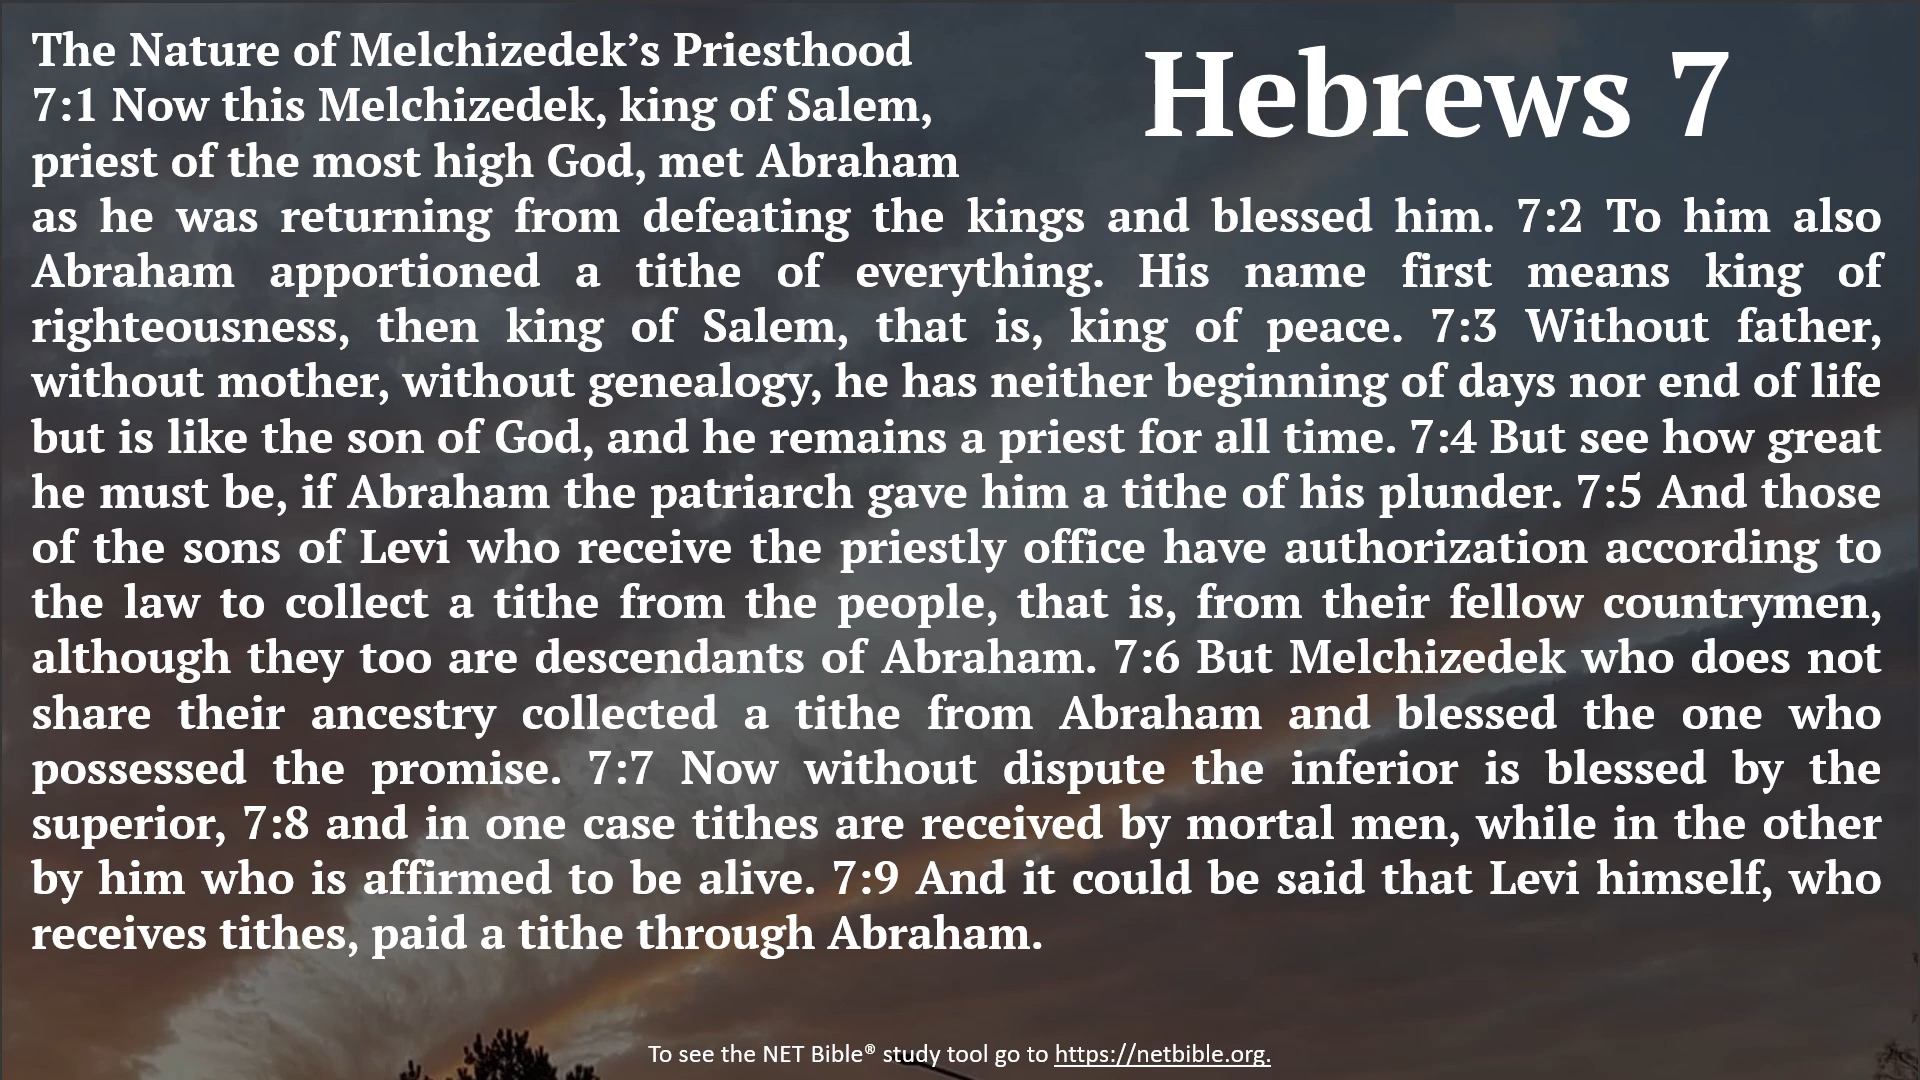 The Nature of Melchizedek’s Priesthood
Hebrews 7
7:1 Now this Melchizedek, king of Salem,
priest of the most high God, met Abraham
as he was returning from defeating the kings and blessed him. 7:2 To him also
Abraham apportioned a tithe of everything. His name first means king of
righteousness, then king of Salem, that is, king of peace. 7:3 Without father,
without mother, without genealogy, he has neither beginning of days nor end of life
but is like the son of God, and he remains a priest for all time. 7:4 But see how great
he must be, if Abraham the patriarch gave him a tithe of his plunder. 7:5 And those
of the sons of Levi who receive the priestly office have authorization according to
the law to collect a tithe from the people, that is, from their fellow countrymen,
although they too are descendants of Abraham. 7:6 But Melchizedek who does not
share their ancestry collected a tithe from Abraham and blessed the one who
possessed the promise. 7:7 Now without dispute the inferior is blessed by the
superior, 7:8 and in one case tithes are received by mortal men, while in the other
by him who is affirmed to be alive. 7:9 And it could be said that Levi himself, who
receives tithes, paid a tithe through Abraham.
To see the NET Bible® study tool go to https://netbible.org.